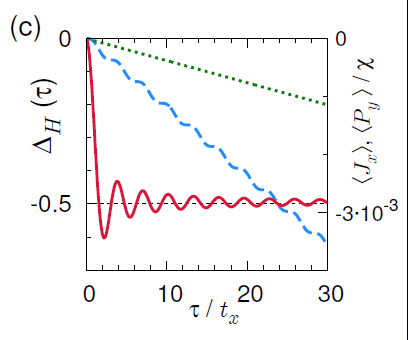 (c)
0
0
Δ_H (τ)
⟨J_x⟩, ⟨P_y⟩ / χ
-0.5
-3·10^-3
0 10 20 30
τ / t_x